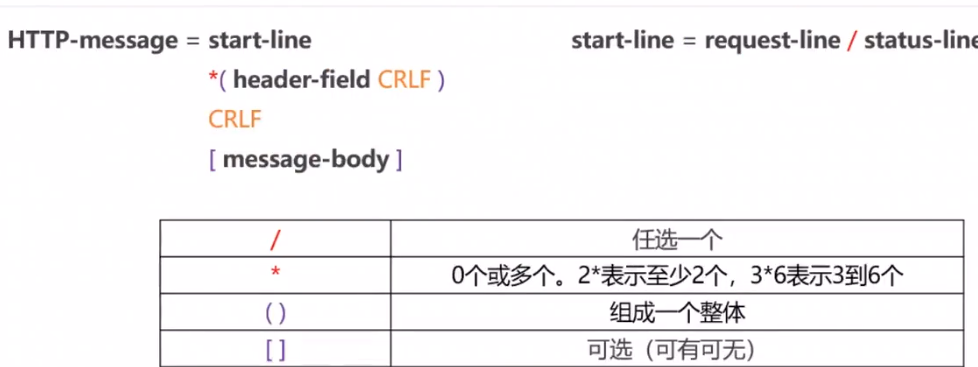 HTTP-message = start-line
start-line = request-line / status-line
*( header-field CRLF )
CRLF
[ message-body ]
/ 任选一个
* 0个或多个。2*表示至少2个，3*6表示3到6个
( ) 组成一个整体
[ ] 可选（可有可无）